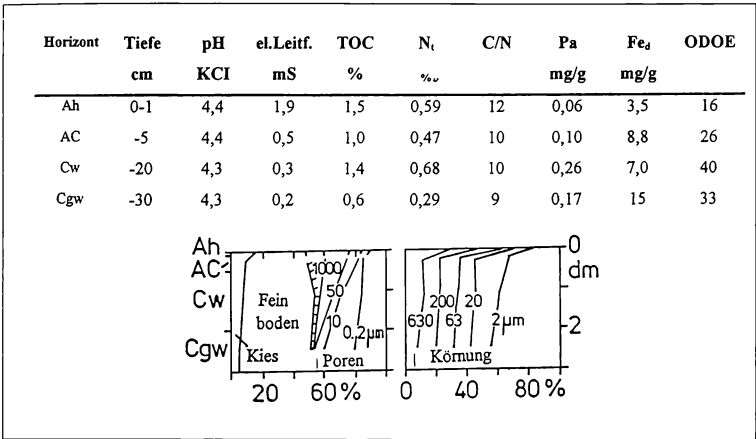 Horizont Tiefe pH el.Leitf. TOC Nt C/N Pa Fed ODOE
cm KCI mS % mg/g mg/g
Ah 0-1 4,4 1,9 1,5 0,59 12 0,06 3,5 16
AC -5 4,4 0,5 1,0 0,47 10 0,10 8,8 26
Cw -20 4,3 0,3 1,4 0,68 10 0,26 7,0 40
Cgw -30 4,3 0,2 0,6 0,29 9 0,17 15 33
Ah
AC
Cw
Cgw
Fein
boden
Kies
1000
50
10
0,2µm
Poren
20 60%
630
200
63
20
2µm
Körnung
0 40 80%
0
dm
2